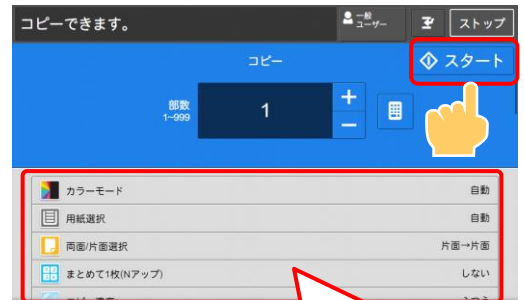 コピーできます。
一般
ユーザー
ストップ
コピー
スタート
部数
1~999
1
カラーモード
自動
用紙選択
自動
両面/片面選択
片面→片面
まとめて1枚(Nアップ)
しない